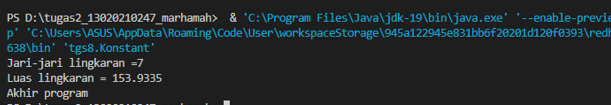 PS D:\tugas2_13020210247_marhamah>  & 'C:\Program Files\Java\jdk-19\bin\java.exe' '--enable-previe
p' 'C:\Users\ASUS\AppData\Roaming\Code\User\workspaceStorage\945a122945e831bb6f20201d120f0393\redh
638\bin' 'tgs8.Konstant'
Jari-jari lingkaran =7
Luas lingkaran = 153.9335
Akhir program